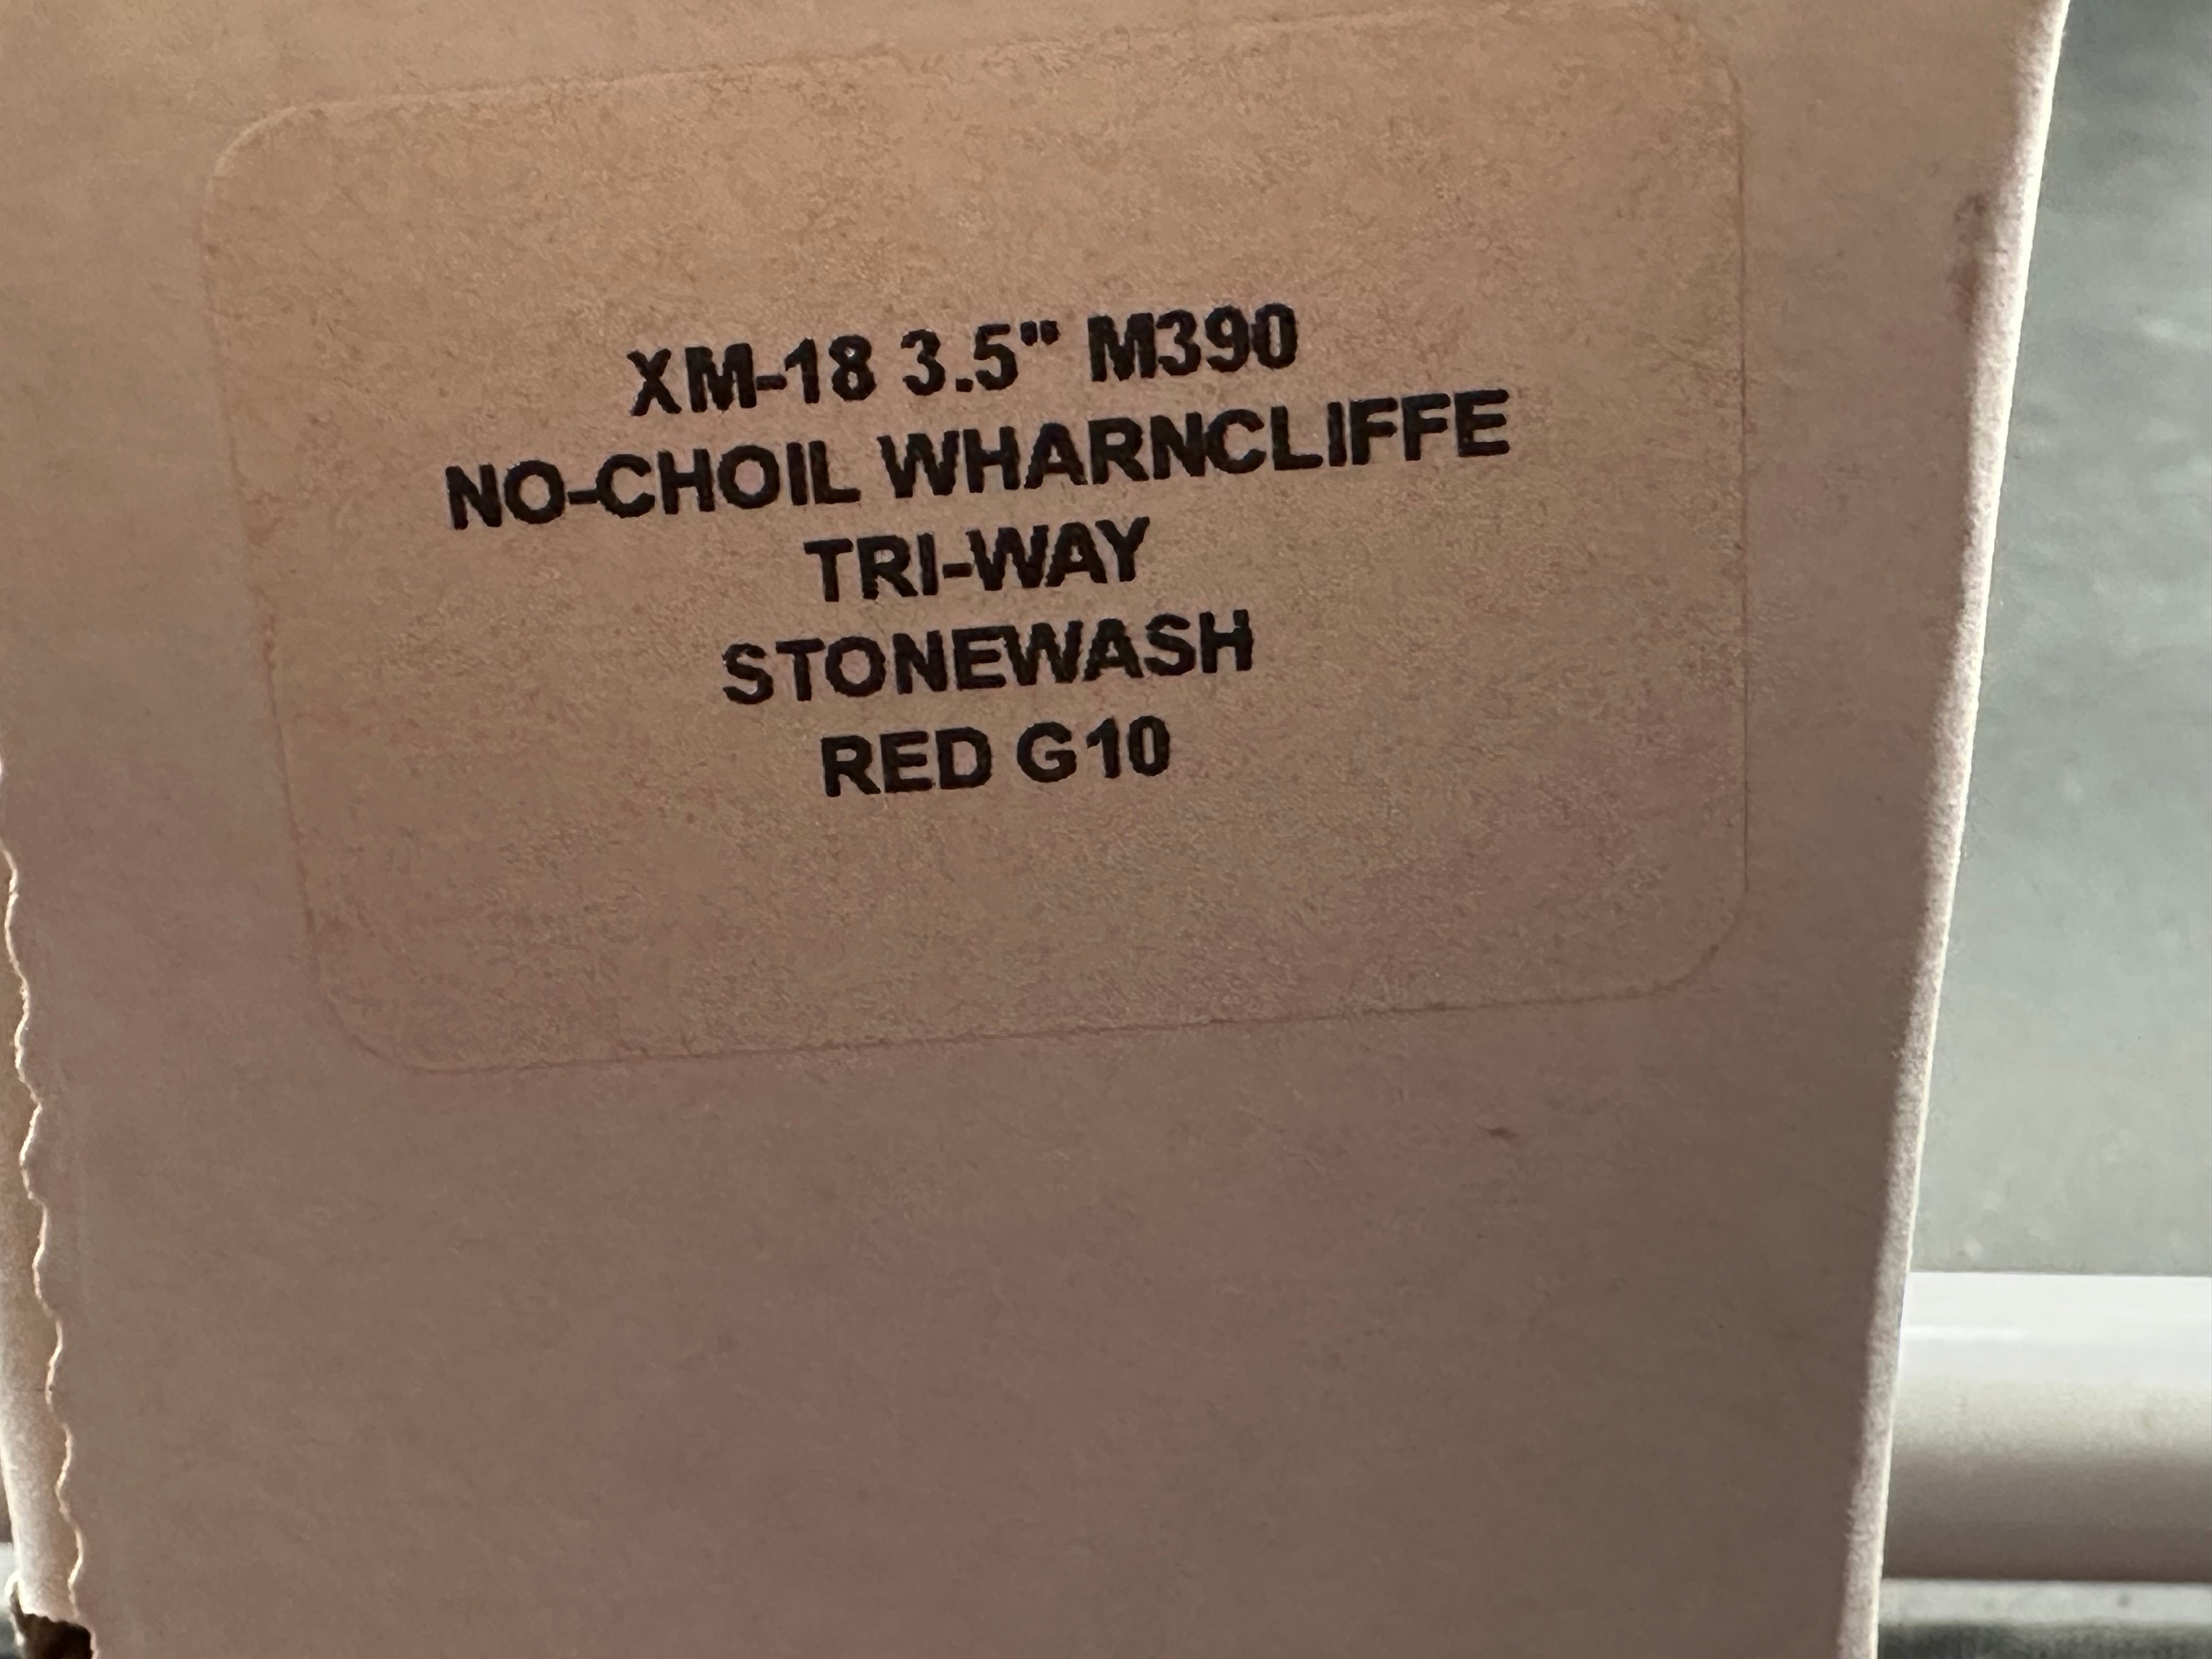 XM-18 3.5" M390
NO-CHOIL WHARNCLIFFE
TRI-WAY
STONEWASH
RED G10